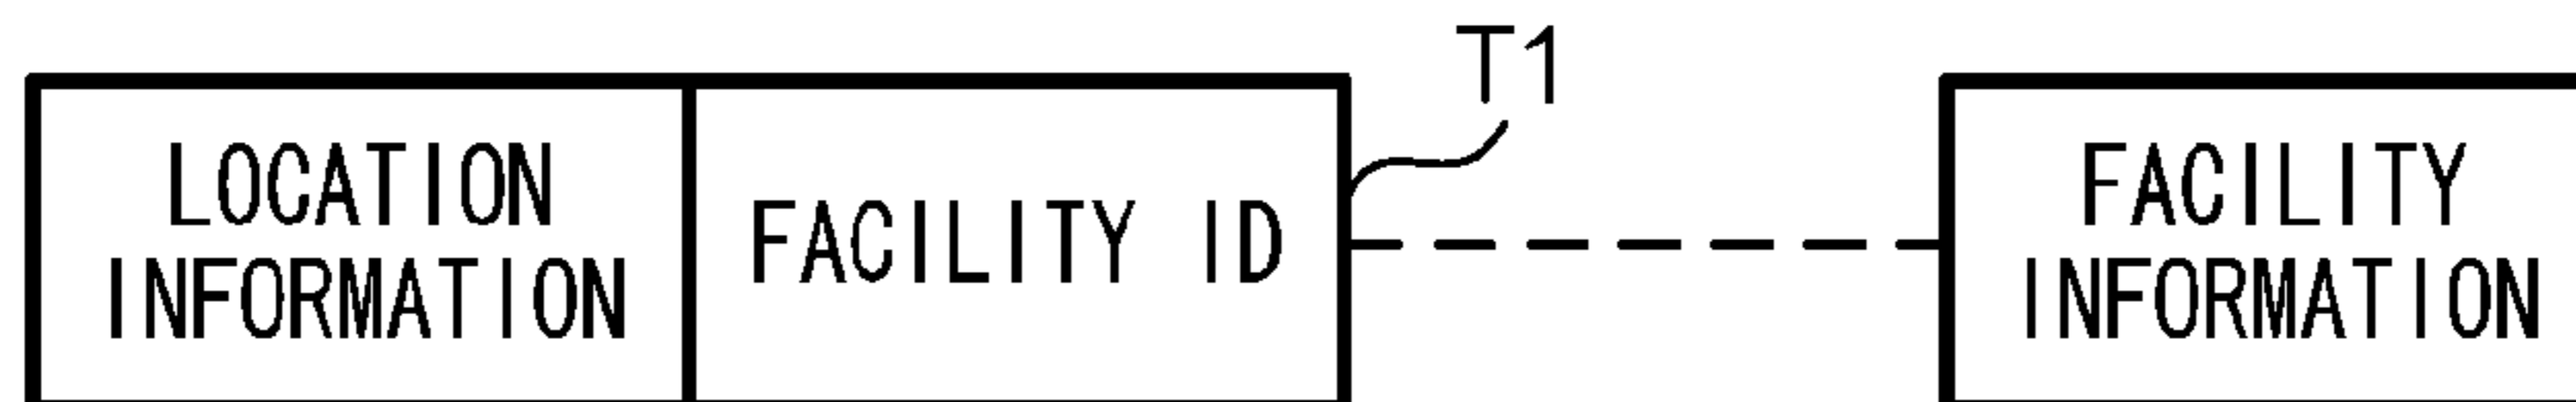 T1
LOCATION
INFORMATION
FACILITY ID
FACILITY
INFORMATION